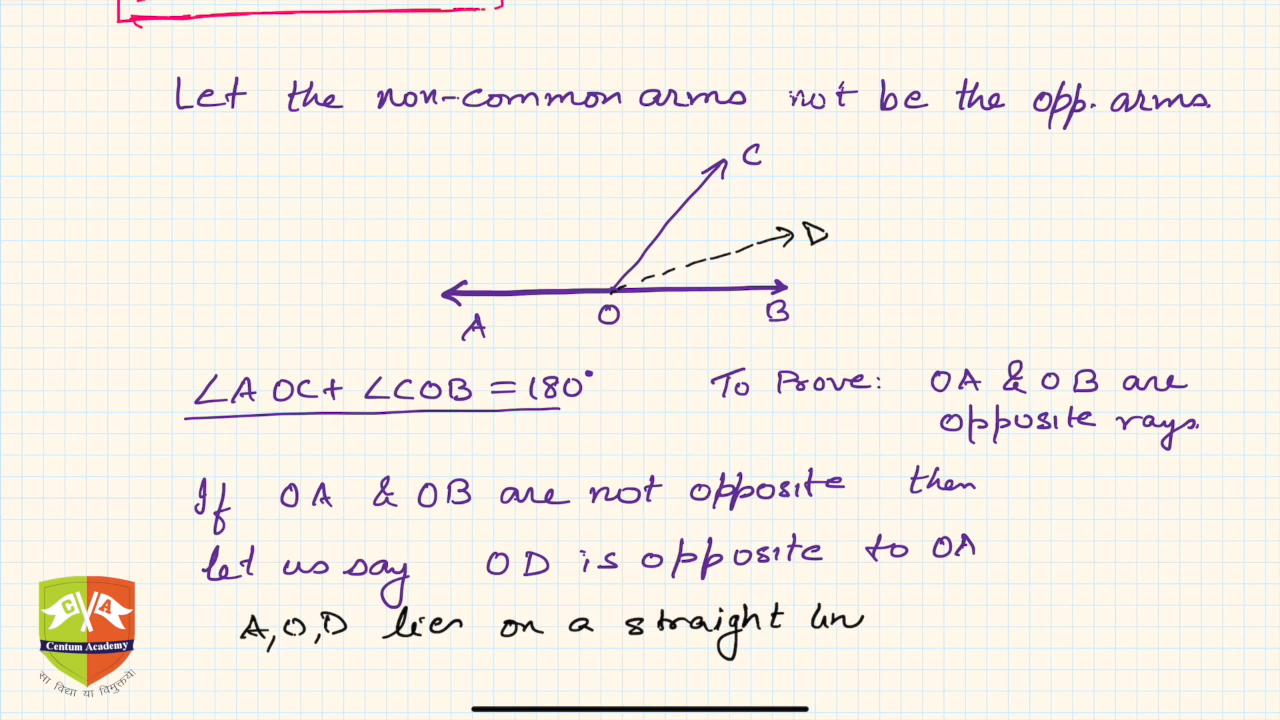 Let the non-common arms not be the opp. arms.
C
D
A
O
B
∠AOC + ∠COB = 180°
To Prove: OA & OB are
opposite rays.
If OA & OB are not opposite then
let us say OD is opposite to OA
A, O, D lies on a straight lin
C A
Centum Academy
सा विद्या या विमुक्तये।